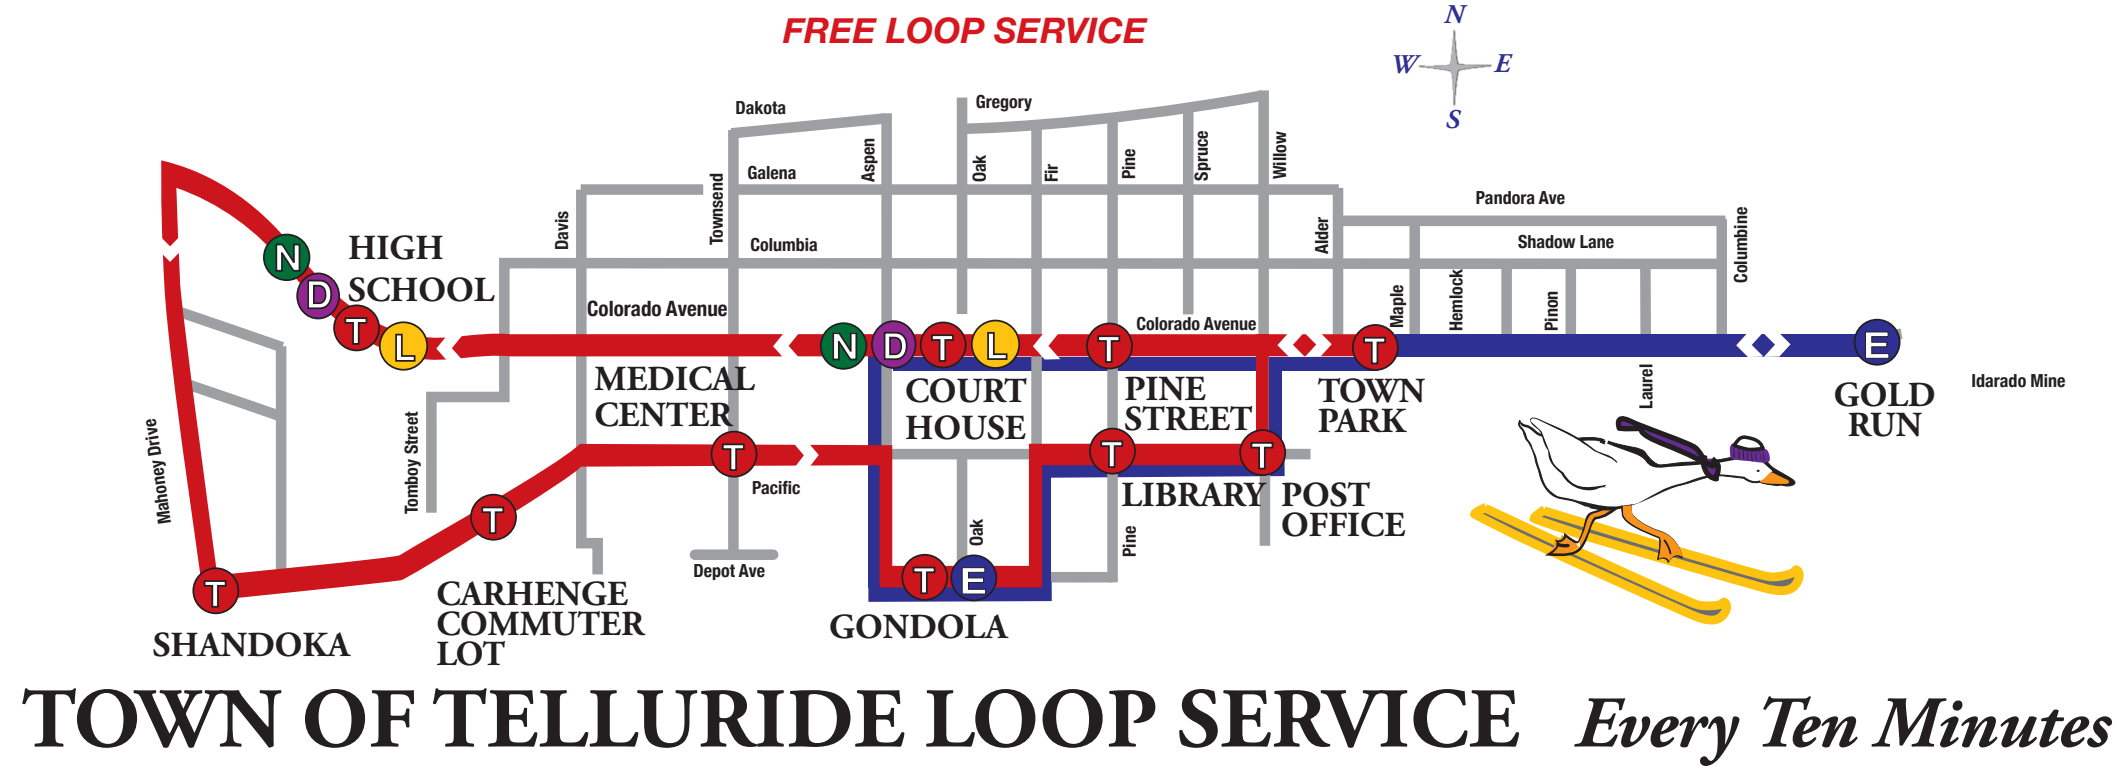 FREE LOOP SERVICE
N
W
E
S
Dakota
Gregory
Aspen
Oak
Fir
Pine
Spruce
Willow
Galena
Townsend
Davis
Columbia
Alder
Pandora Ave
Shadow Lane
Columbine
N
HIGH
D
SCHOOL
T
L
Colorado Avenue
N
D
T
L
T
Colorado Avenue
T
Maple
Hemlock
Pinon
E
MEDICAL
CENTER
COURT
HOUSE
PINE
STREET
TOWN
PARK
Laurel
GOLD
RUN
Idarado Mine
Mahoney Drive
Tomboy Street
T
Pacific
T
T
LIBRARY
POST
OFFICE
T
Oak
Pine
Depot Ave
T
E
GONDOLA
T
SHANDOKA
CARHENGE
COMMUTER
LOT
TOWN OF TELLURIDE LOOP SERVICE Every Ten Minutes